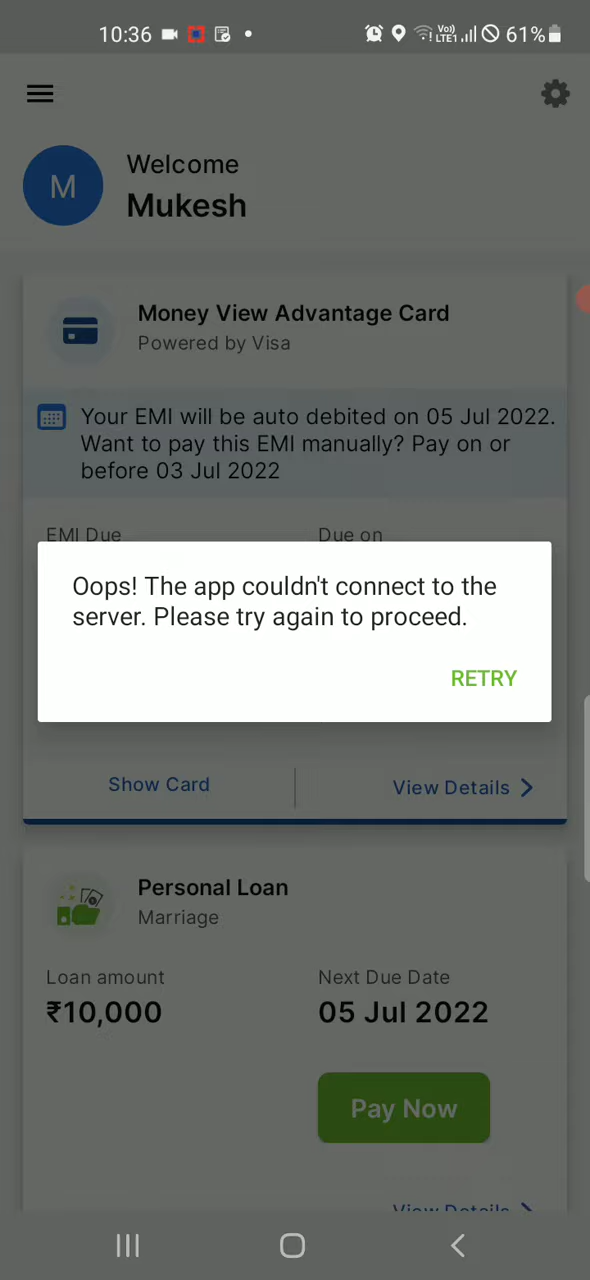 10:36
Vo)) LTE1 61%
M
Welcome
Mukesh
Money View Advantage Card
Powered by Visa
Your EMI will be auto debited on 05 Jul 2022.
Want to pay this EMI manually? Pay on or
before 03 Jul 2022
EMI Due Due on
Oops! The app couldn't connect to the
server. Please try again to proceed.
RETRY
Show Card View Details
Personal Loan
Marriage
Loan amount Next Due Date
₹10,000 05 Jul 2022
Pay Now
View Details